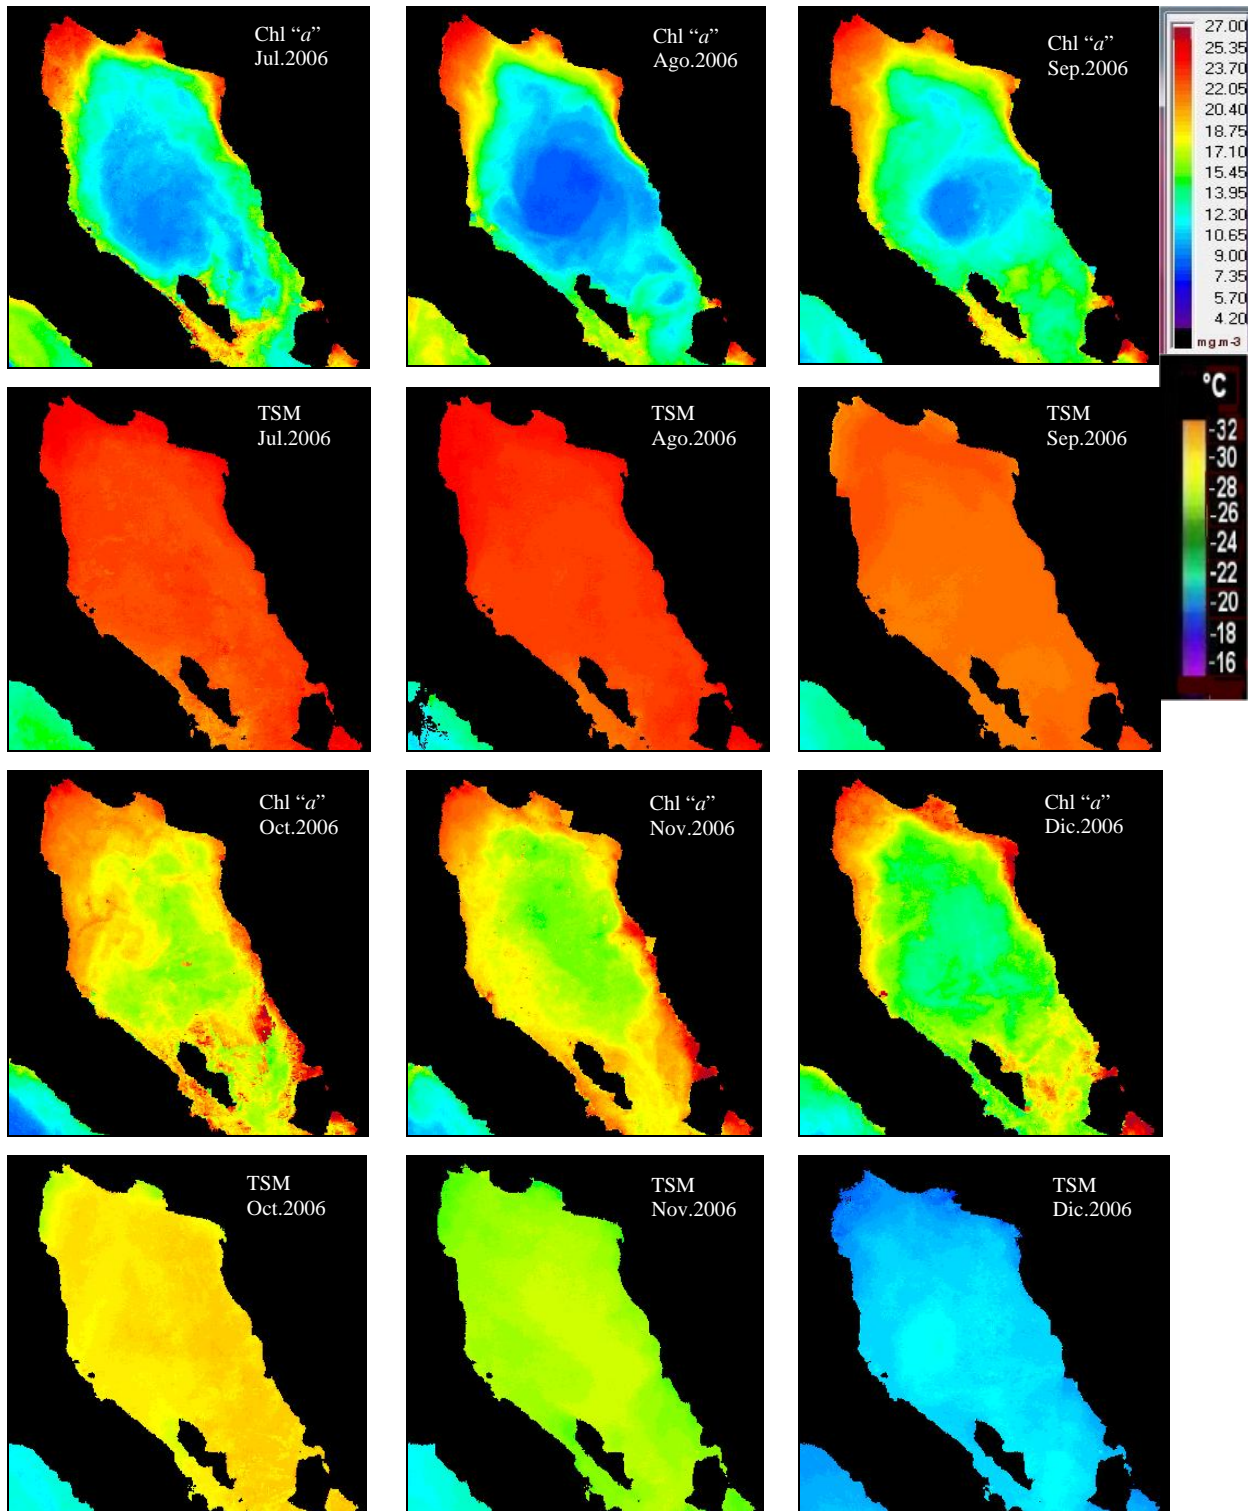 Chl “a”
Jul.2006
Chl “a”
Ago.2006
Chl “a”
Sep.2006
27.00
25.35
23.70
22.05
20.40
18.75
17.10
15.45
13.95
12.30
10.65
9.00
7.35
5.70
4.20
mg.m-3
TSM
Jul.2006
TSM
Ago.2006
TSM
Sep.2006
°C
-32
-30
-28
-26
-24
-22
-20
-18
-16
Chl “a”
Oct.2006
Chl “a”
Nov.2006
Chl “a”
Dic.2006
TSM
Oct.2006
TSM
Nov.2006
TSM
Dic.2006